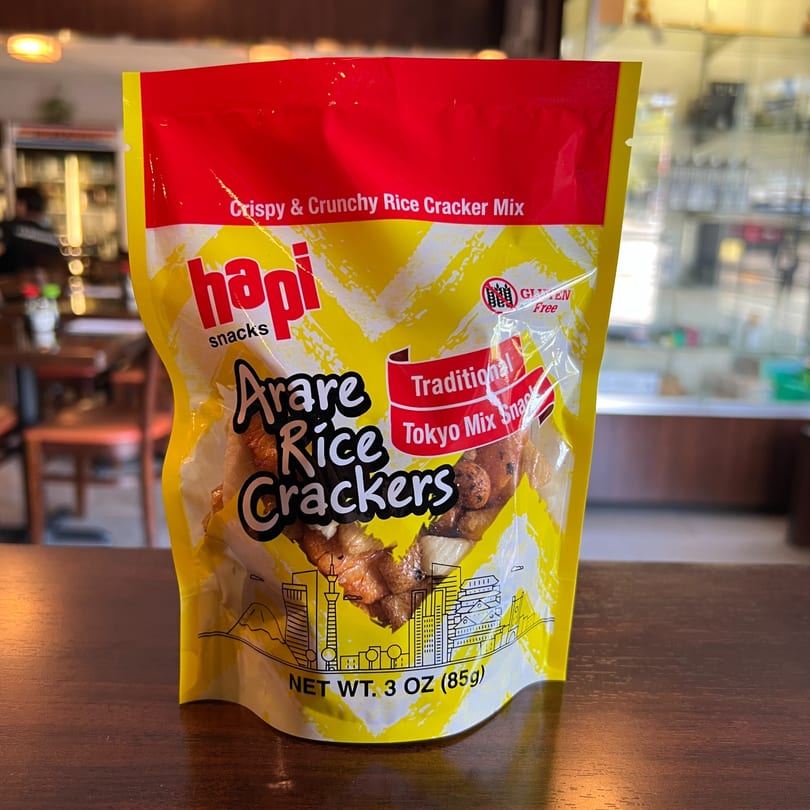 Crispy & Crunchy Rice Cracker Mix
hapi
snacks
GLUTEN
Free
Arare
Rice
Crackers
Traditional
Tokyo Mix Snack
NET WT. 3 OZ (85g)